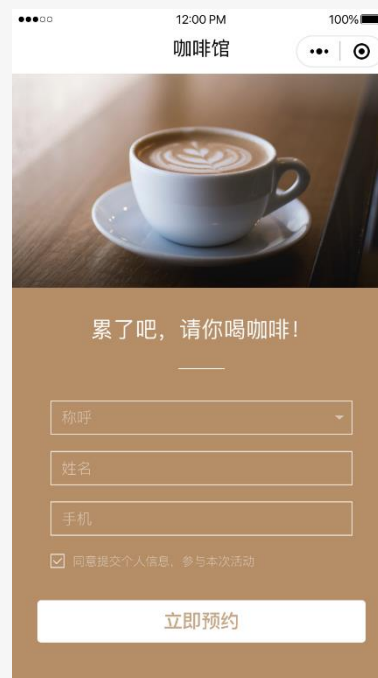 12:00 PM
100%
咖啡馆
累了吧，请你喝咖啡！
称呼
姓名
手机
同意提交个人信息，参与本次活动
立即预约